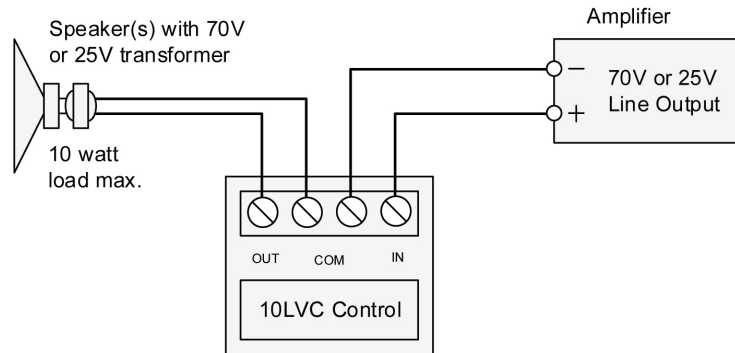 Speaker(s) with 70V
or 25V transformer
10 watt
load max.
Amplifier
− 70V or 25V
+ Line Output
OUT COM IN
10LVC Control